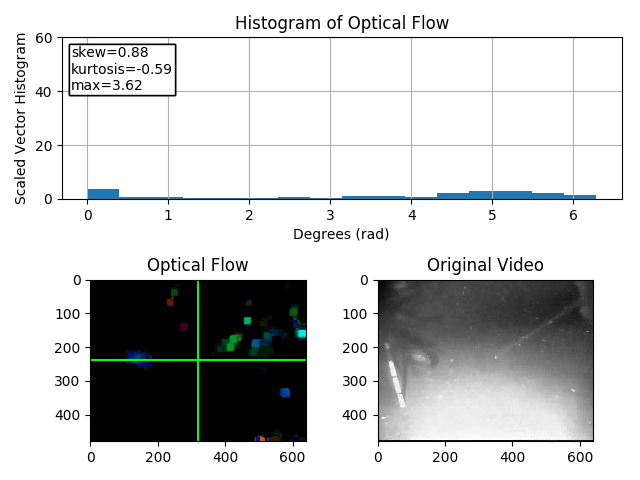 Histogram of Optical Flow
Scaled Vector Histogram
60
40
20
0
skew=0.88
kurtosis=-0.59
max=3.62
0 1 2 3 4 5 6
Degrees (rad)
Optical Flow
0
100
200
300
400
0 200 400 600
Original Video
0
100
200
300
400
0 200 400 600